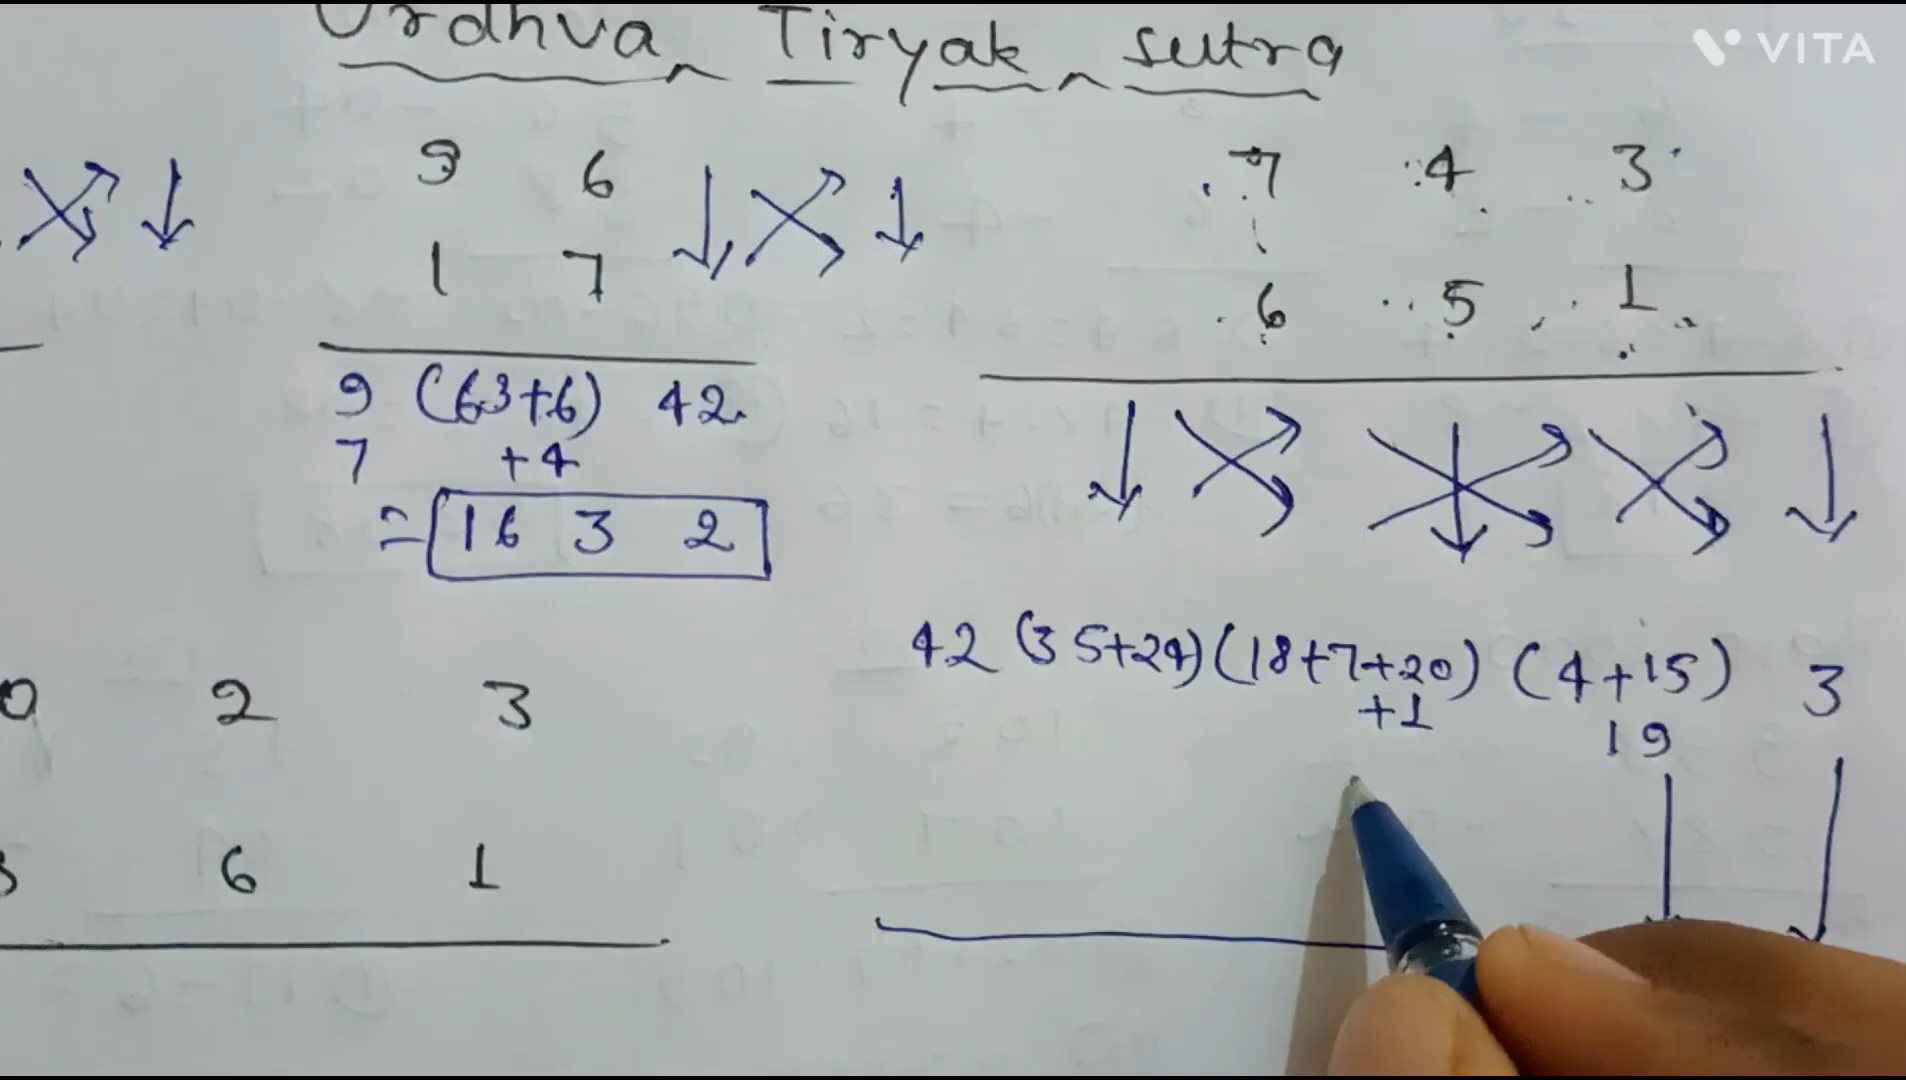 Urdhva Tiryak sutra
VITA
9 6
1 7
9 (63+6) 42
7 +4
= 16 3 2
7 4 3
6 5 1
42 (35+24) (18+7+20) (4+15) 3
+1 19
0 2 3
3 6 1